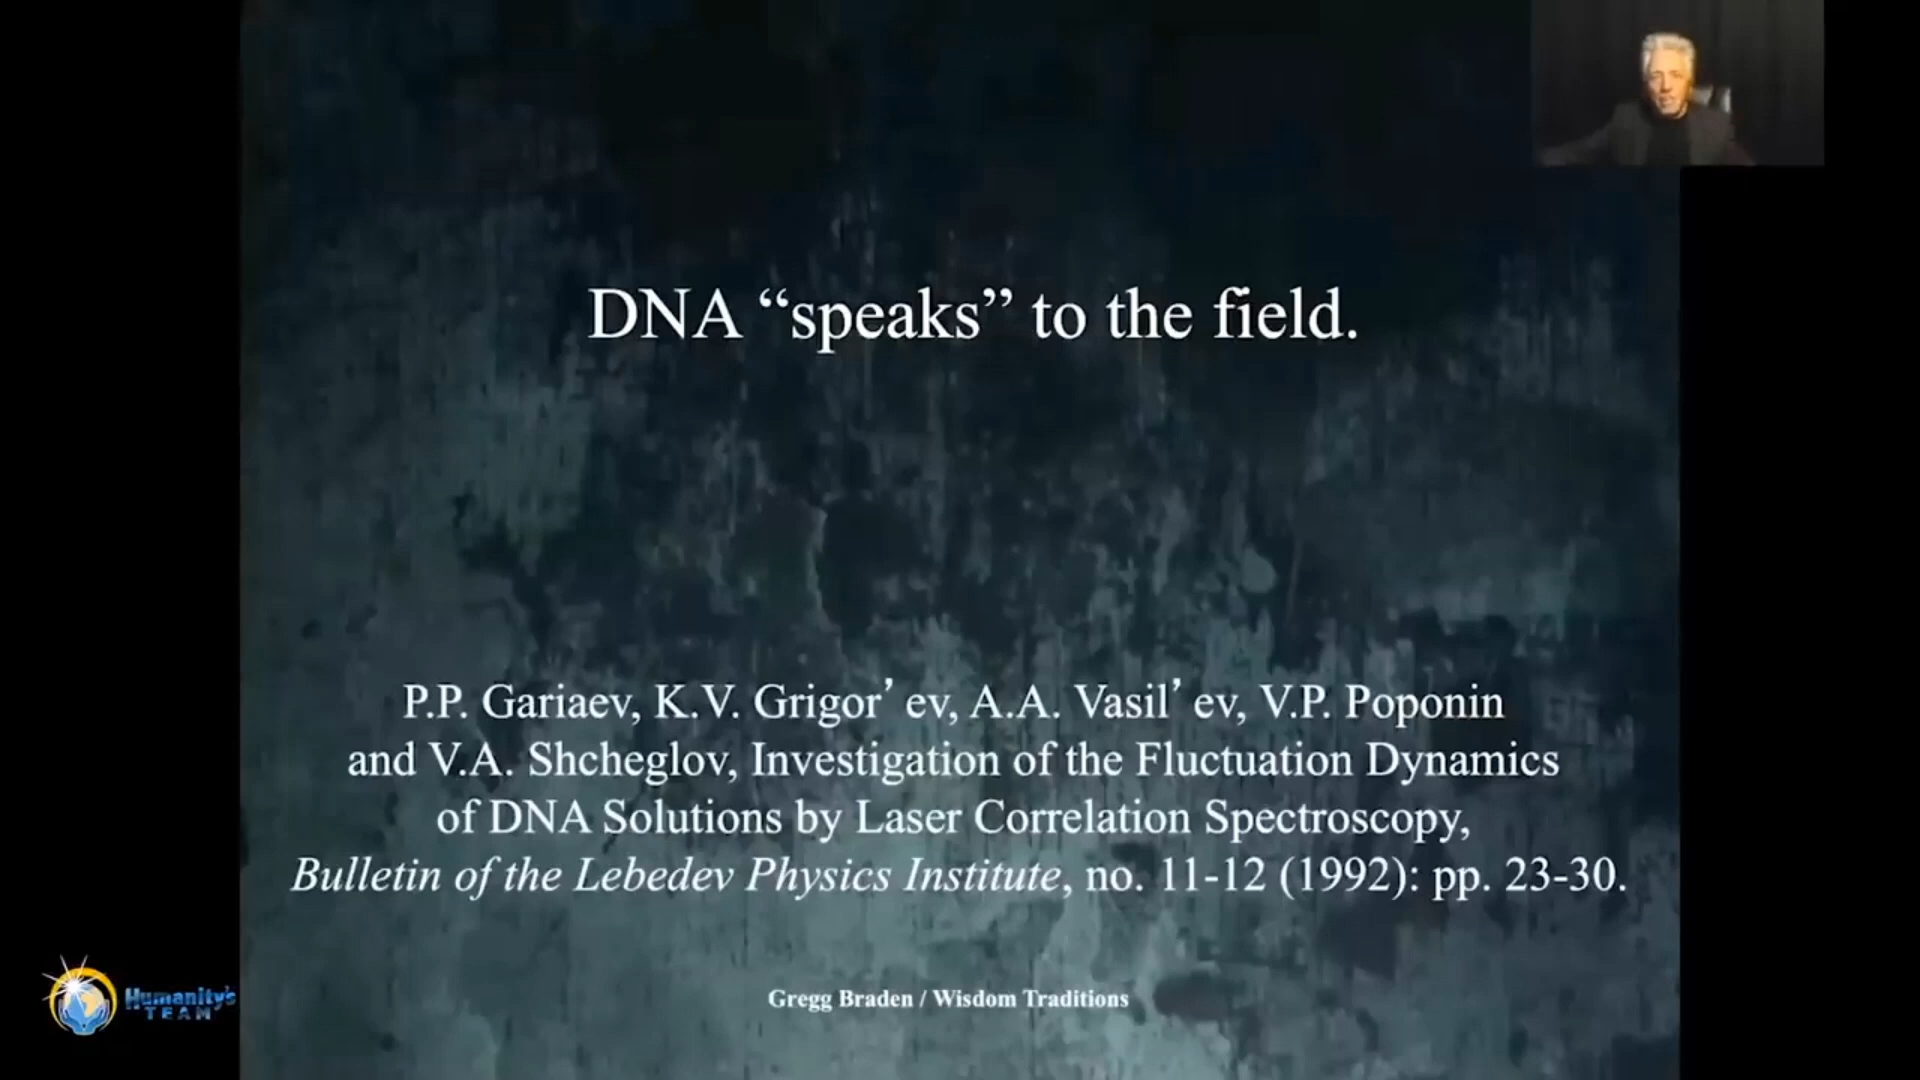 DNA “speaks” to the field.
P.P. Gariaev, K.V. Grigor’ev, A.A. Vasil’ev, V.P. Poponin
and V.A. Shcheglov, Investigation of the Fluctuation Dynamics
of DNA Solutions by Laser Correlation Spectroscopy,
Bulletin of the Lebedev Physics Institute, no. 11-12 (1992): pp. 23-30.
Humanity's
TEAM
Gregg Braden / Wisdom Traditions